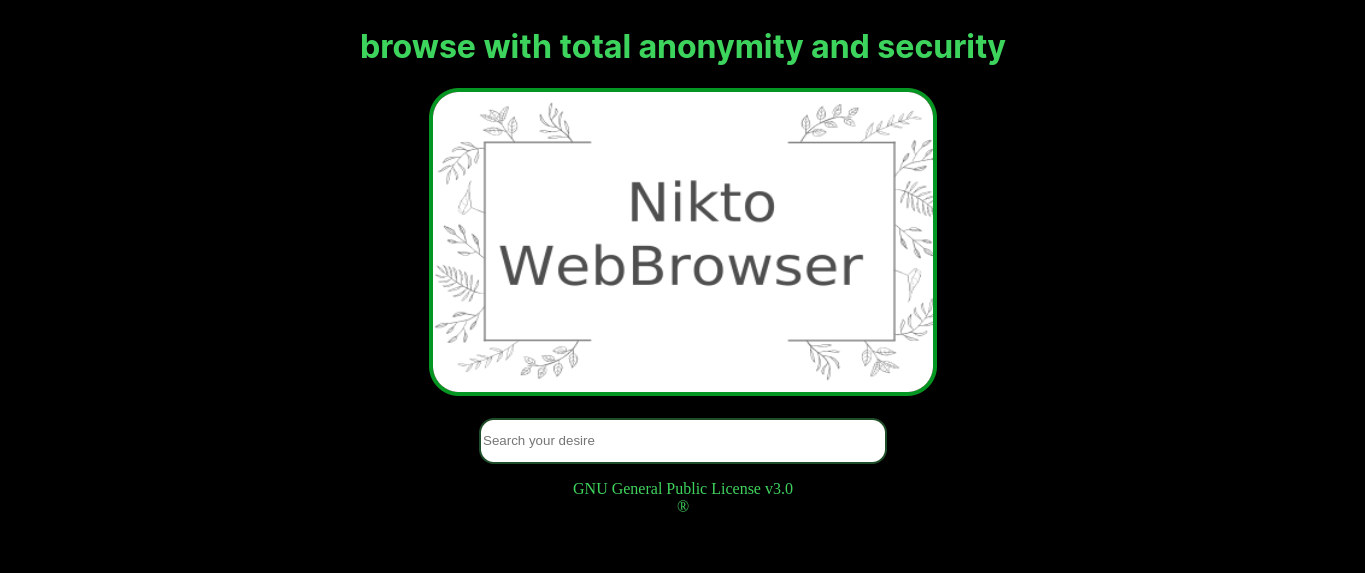 browse with total anonymity and security
Nikto
WebBrowser
Search your desire
GNU General Public License v3.0
®